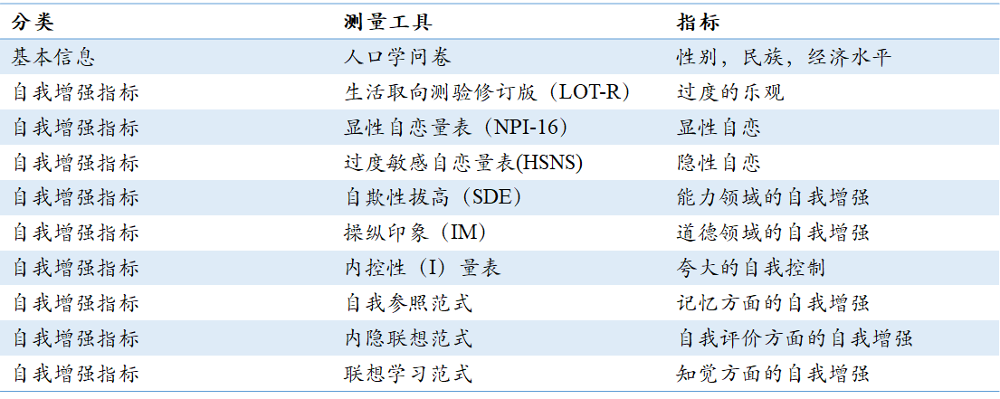 分类 测量工具 指标
基本信息 人口学问卷 性别，民族，经济水平
自我增强指标 生活取向测验修订版（LOT-R） 过度的乐观
自我增强指标 显性自恋量表（NPI-16） 显性自恋
自我增强指标 过度敏感自恋量表(HSNS) 隐性自恋
自我增强指标 自欺性拔高（SDE） 能力领域的自我增强
自我增强指标 操纵印象（IM） 道德领域的自我增强
自我增强指标 内控性（I）量表 夸大的自我控制
自我增强指标 自我参照范式 记忆方面的自我增强
自我增强指标 内隐联想范式 自我评价方面的自我增强
自我增强指标 联想学习范式 知觉方面的自我增强